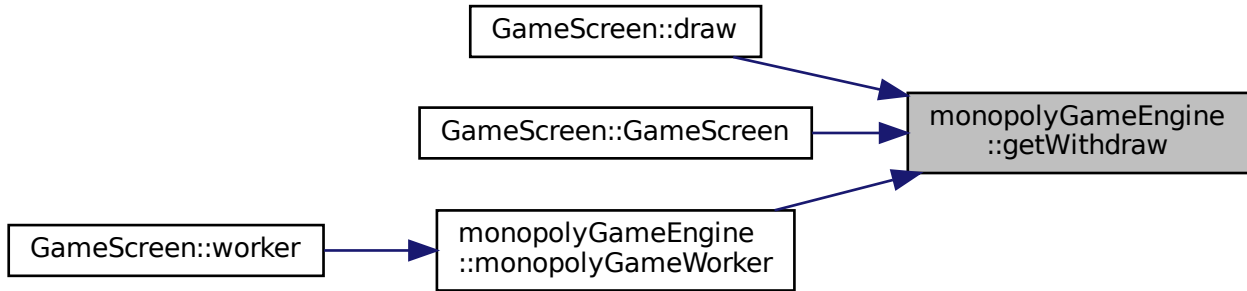 GameScreen::draw
monopolyGameEngine
::getWithdraw
GameScreen::GameScreen
GameScreen::worker
monopolyGameEngine
::monopolyGameWorker